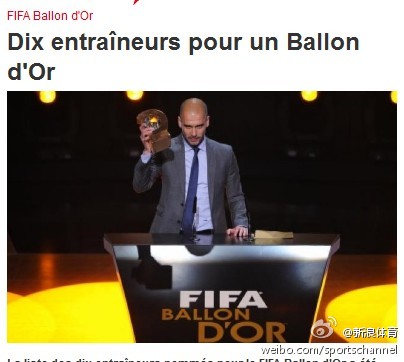 FIFA Ballon d'Or
Dix entraîneurs pour un Ballon
d'Or
FIFA
BALLON
D'OR
@新浪体育
weibo.com/sportschannel